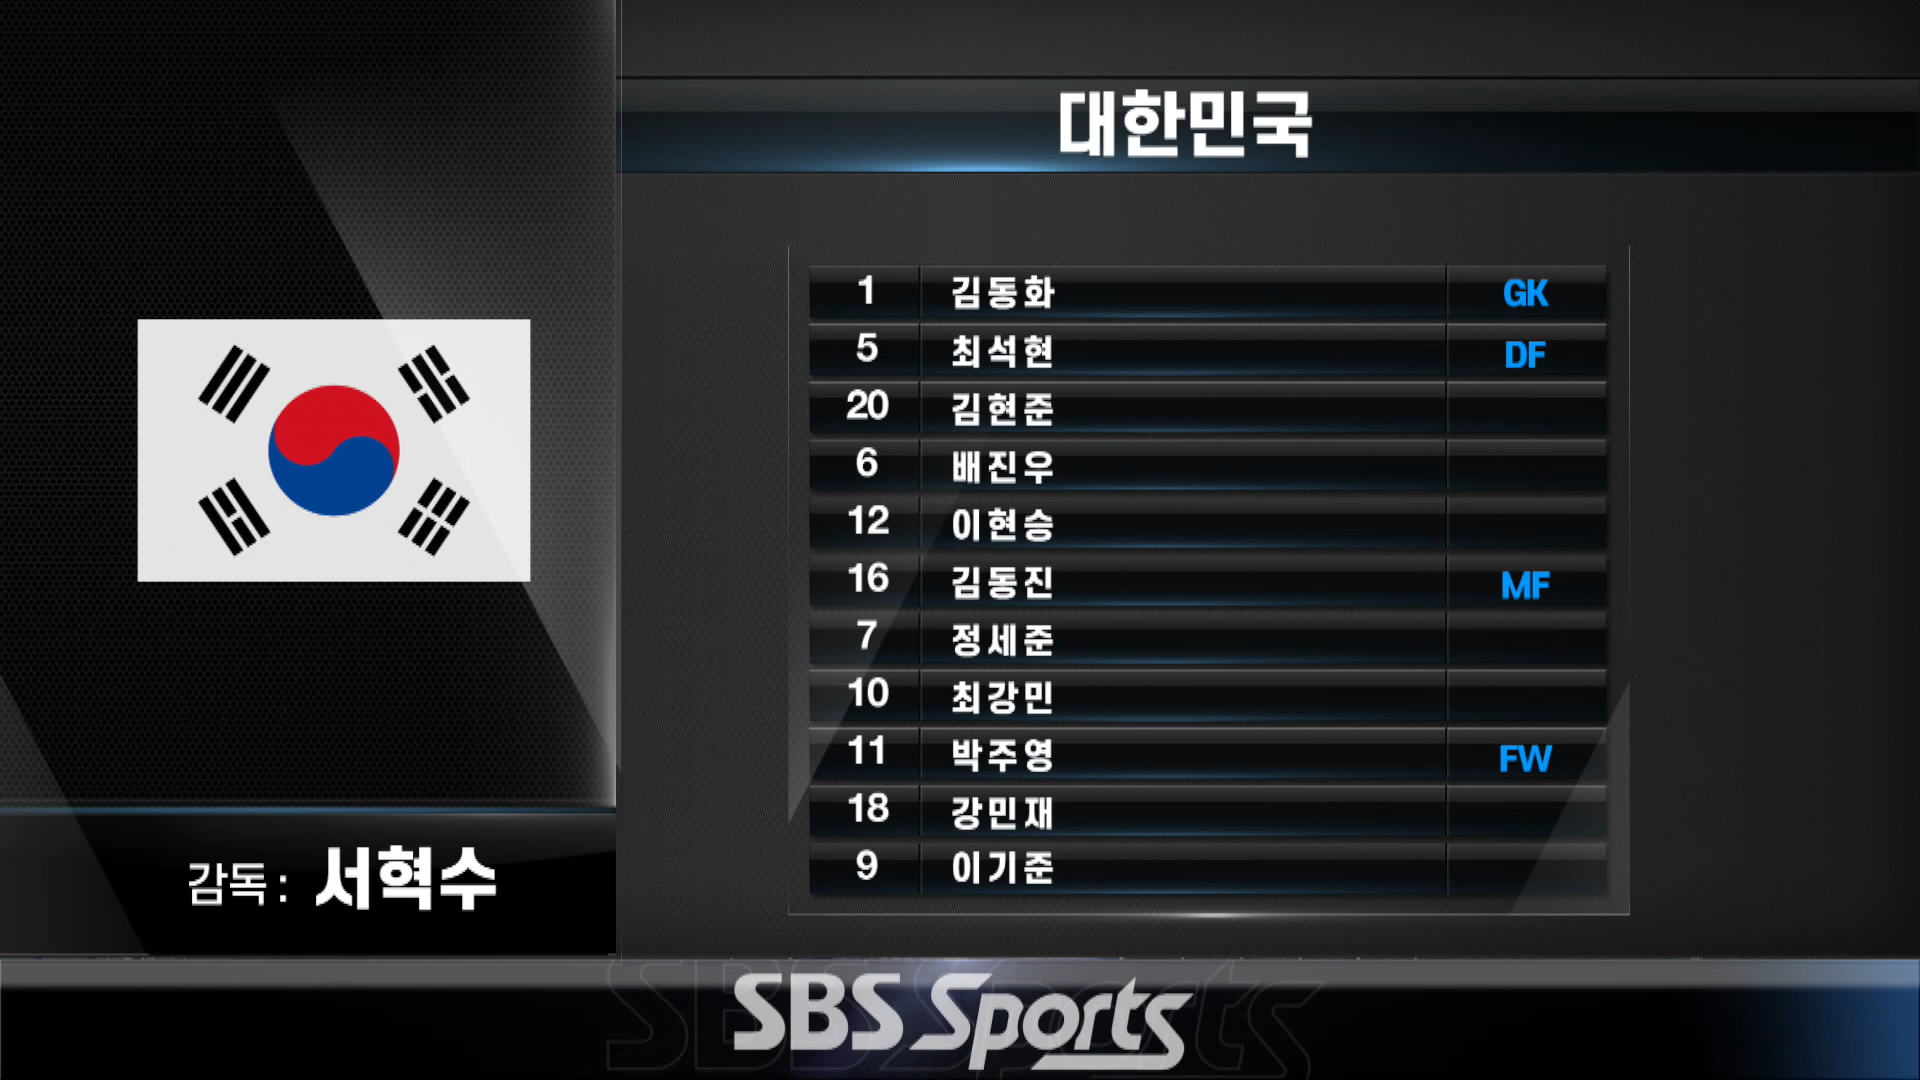 대한민국
1 김동화 GK
5 최석현 DF
20 김현준
6 배진우
12 이현승
16 김동진 MF
7 정세준
10 최강민
11 박주영 FW
18 강민재
9 이기준
감독 : 서혁수
SBS Sports